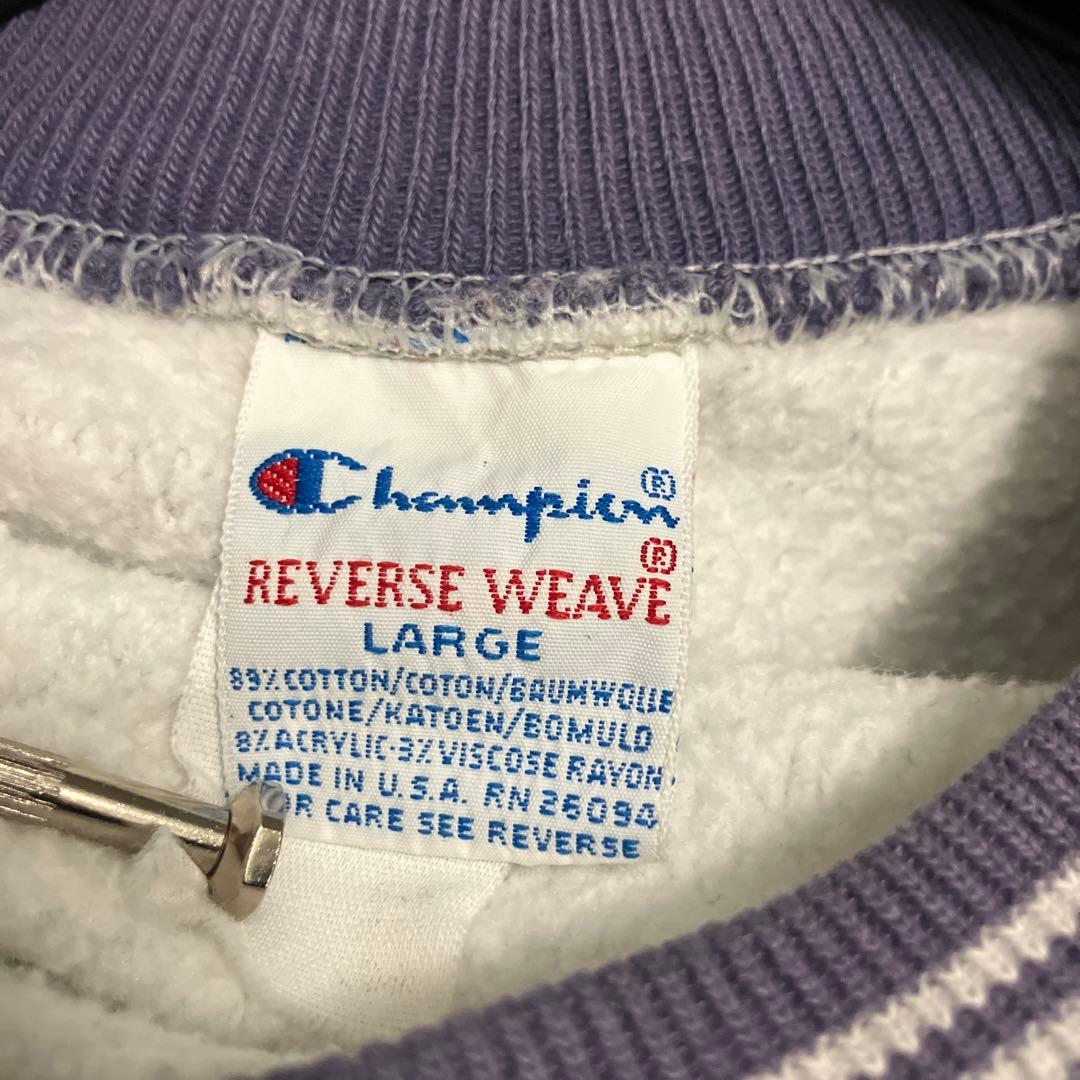 Champion®
REVERSE WEAVE®
LARGE
89% COTTON/COTON/BAUMWOLLE
COTONE/KATOEN/BOMULD
8% ACRYLIC·3% VISCOSE RAYON·
MADE IN U.S.A. RN 26094
OR CARE SEE REVERSE